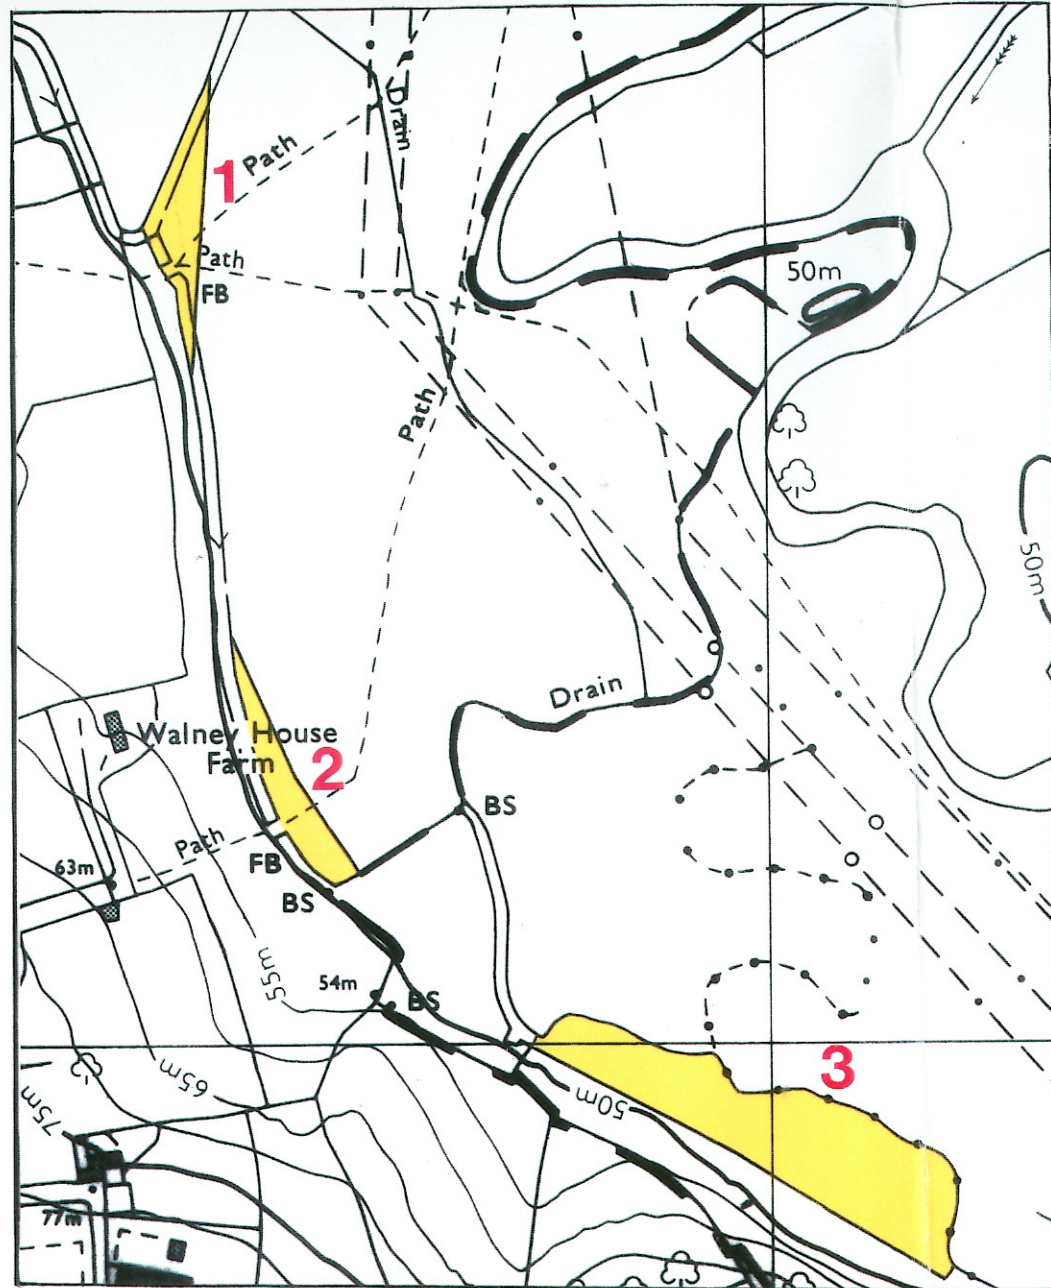 Drain
1
Path
Path
FB
50m
Path
50m
Drain
Walney House
Farm
2
BS
Path
FB
63m
BS
55m
54m
BS
3
50m
65m
75m
77m